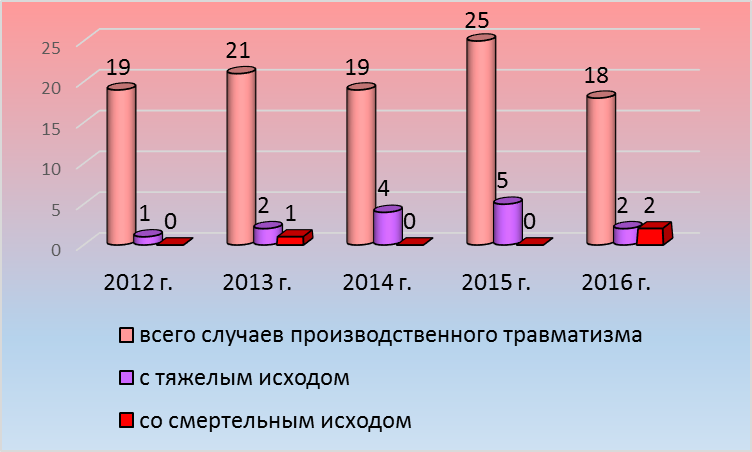 25
20
15
10
5
0
19 1 0
21 2 1
19 4 0
25 5 0
18 2 2
2012 г. 2013 г. 2014 г. 2015 г. 2016 г.
всего случаев производственного травматизма
с тяжелым исходом
со смертельным исходом